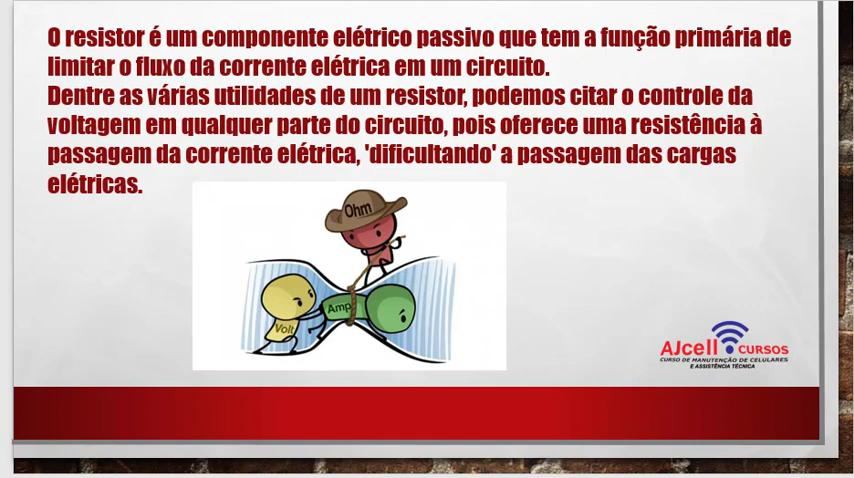 O resistor é um componente elétrico passivo que tem a função primária de
limitar o fluxo da corrente elétrica em um circuito.
Dentre as várias utilidades de um resistor, podemos citar o controle da
voltagem em qualquer parte do circuito, pois oferece uma resistência à
passagem da corrente elétrica, 'dificultando' a passagem das cargas
elétricas.
Ohm
Amp
Volt
AJcell CURSOS
CURSO DE MANUTENÇÃO DE CELULARES
E ASSISTÊNCIA TÉCNICA